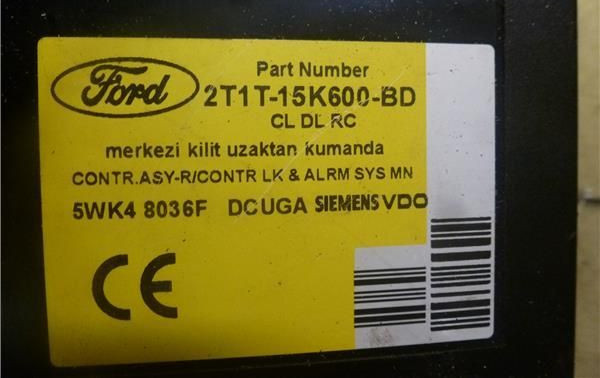 Ford
Part Number
2T1T-15K600-BD
CL DL RC
merkezi kilit uzaktan kumanda
CONTR.ASY-R/CONTR LK & ALRM SYS MN
5WK4 8036F DCUGA SIEMENS VDO
CE